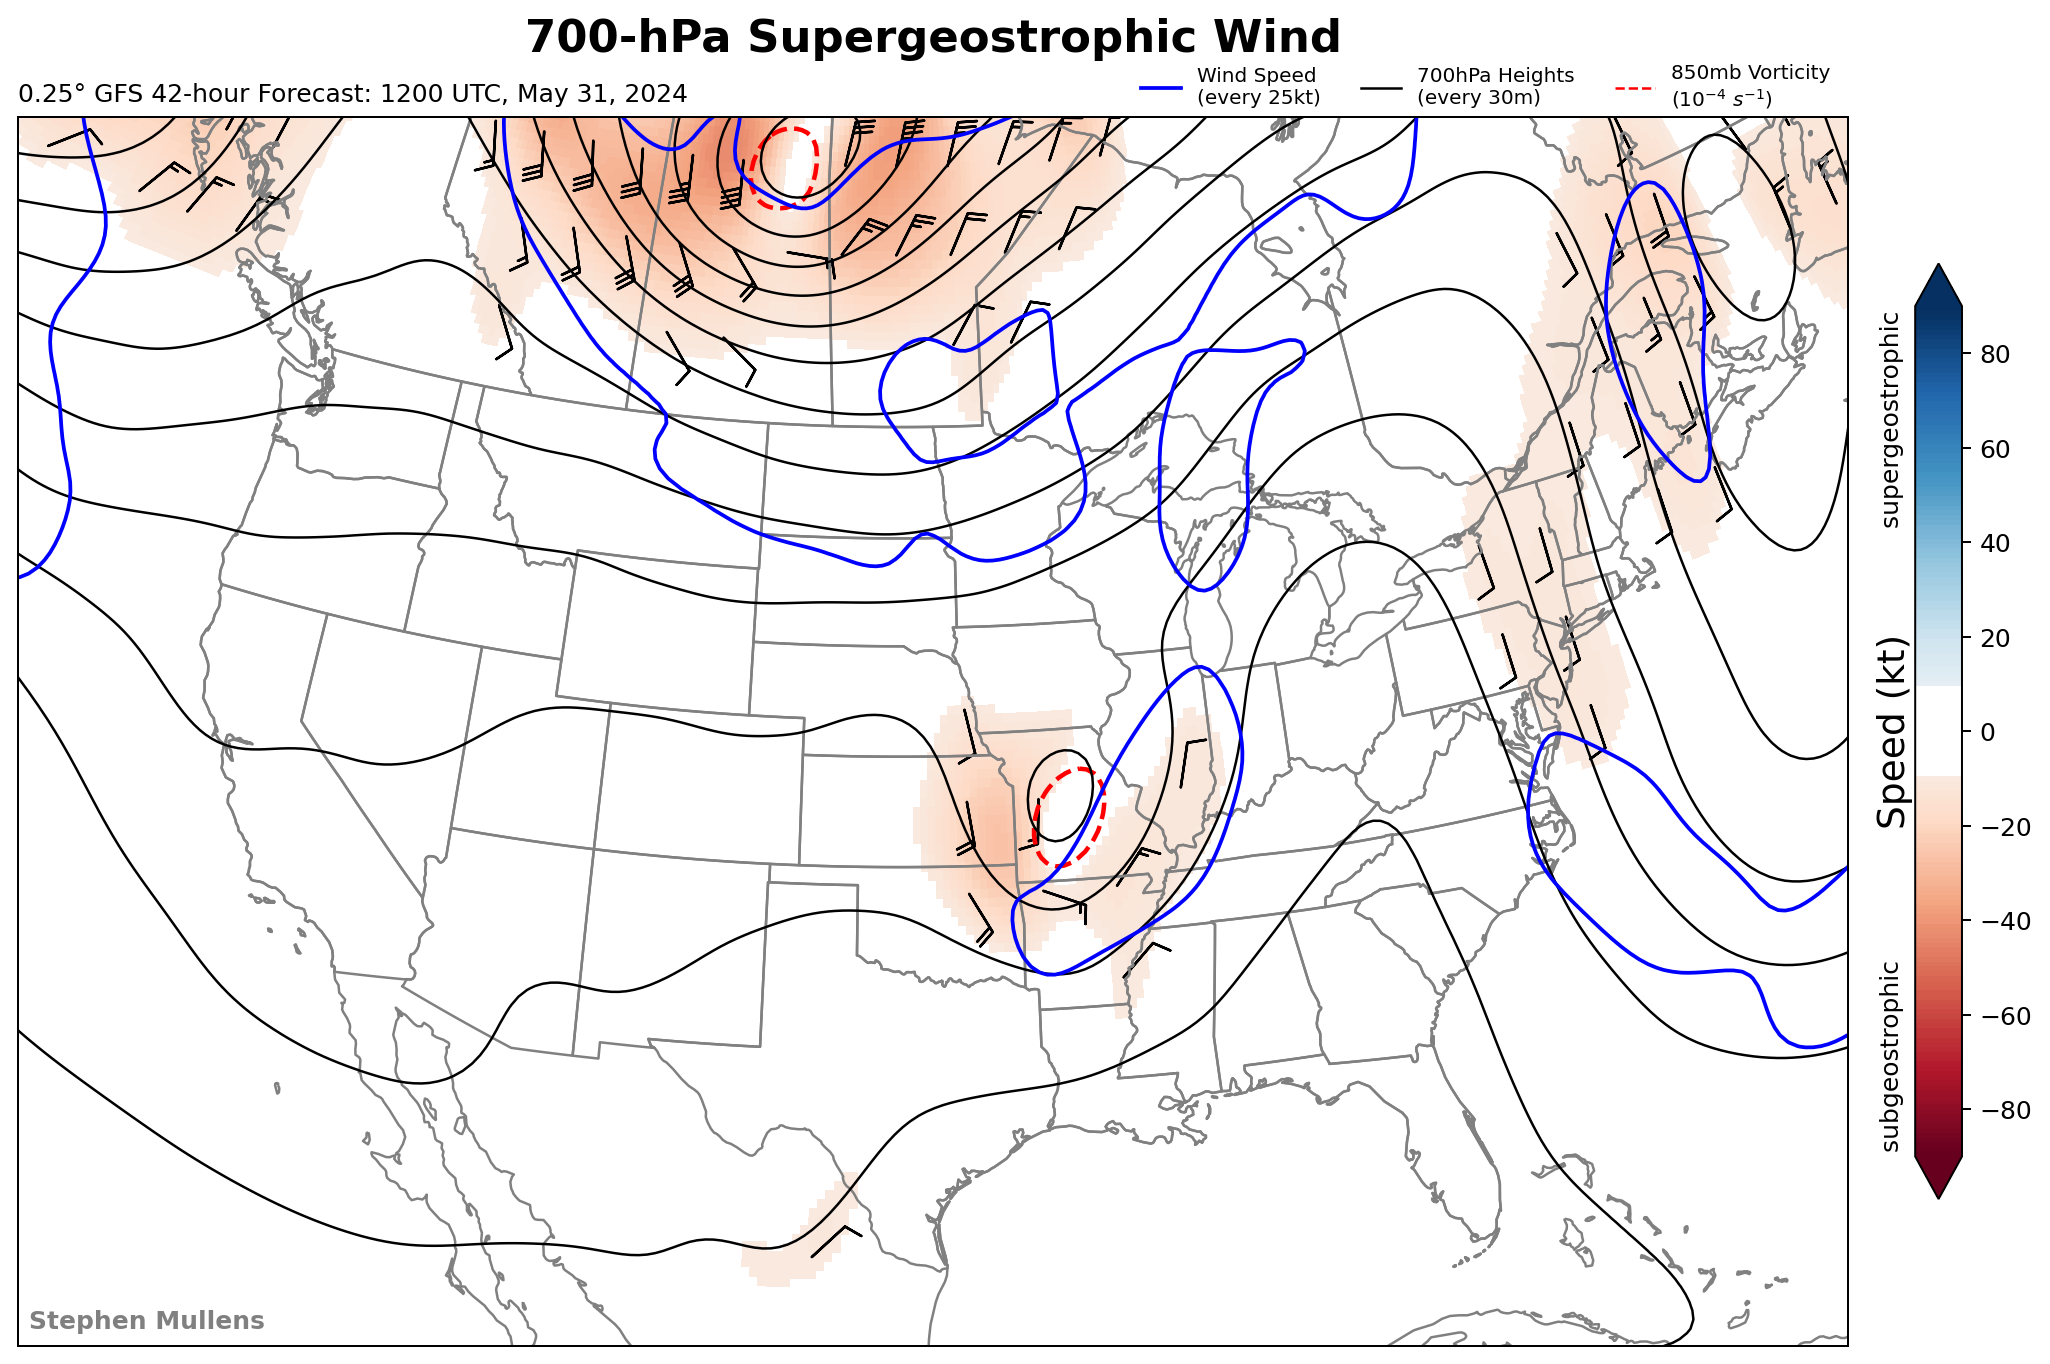 700-hPa Supergeostrophic Wind
0.25° GFS 42-hour Forecast: 1200 UTC, May 31, 2024
Wind Speed
(every 25kt)
700hPa Heights
(every 30m)
850mb Vorticity
(10⁻⁴ s⁻¹)
supergeostrophic
Speed (kt)
subgeostrophic
80
60
40
20
0
−20
−40
−60
−80
Stephen Mullens